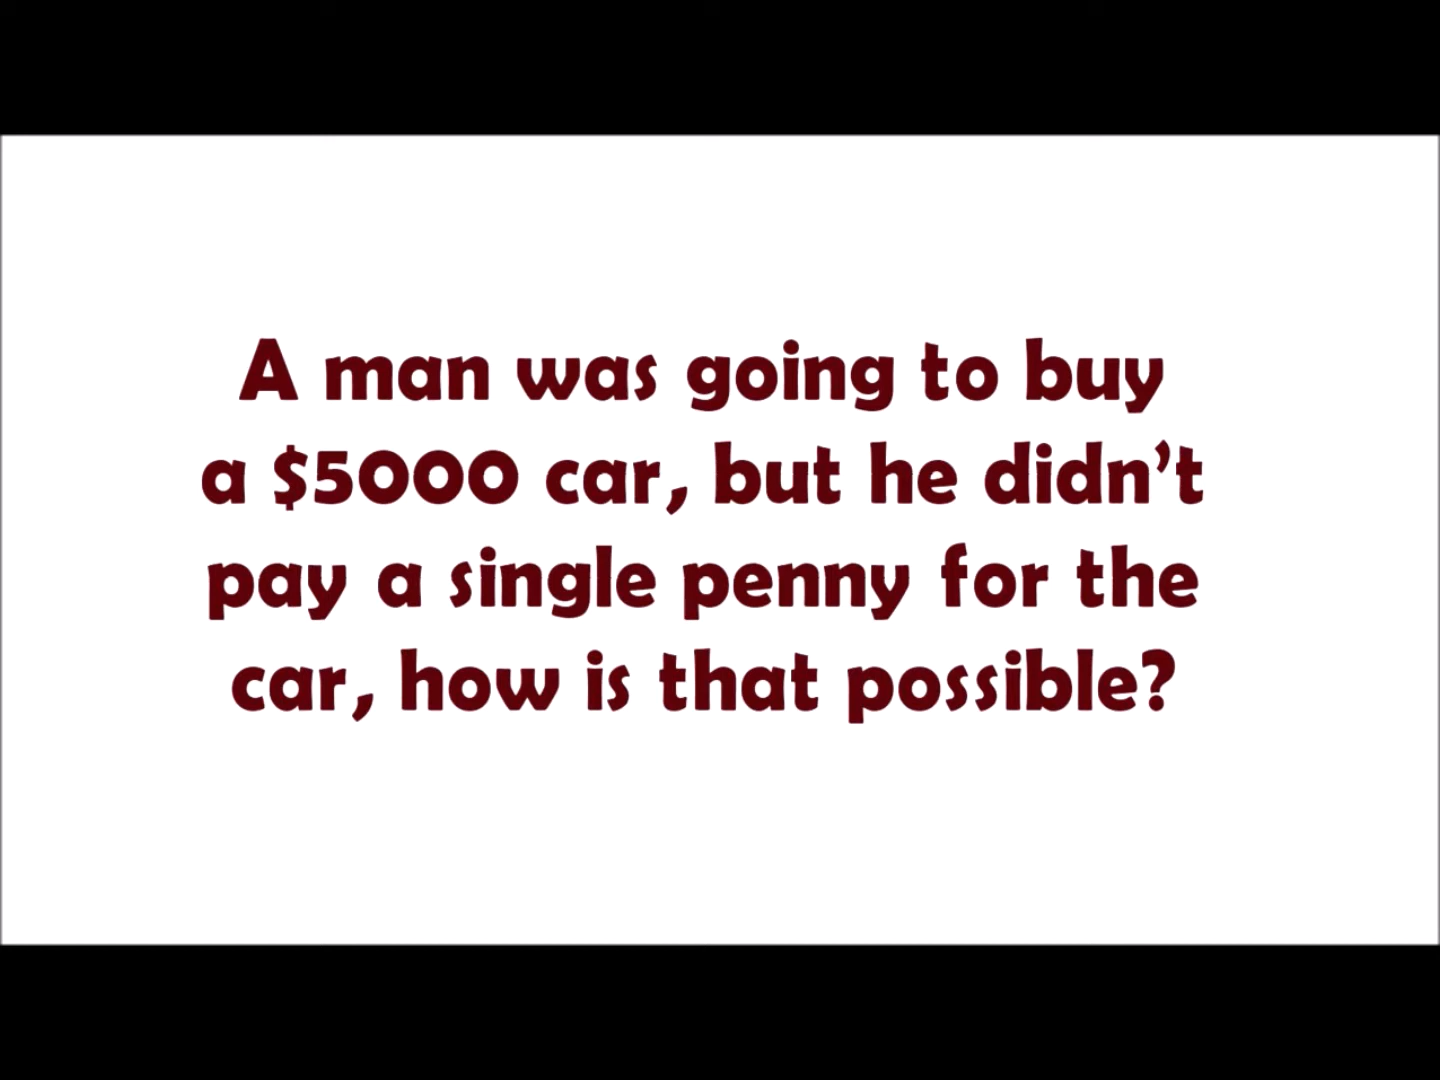 A man was going to buy
a $5000 car, but he didn’t
pay a single penny for the
car, how is that possible?